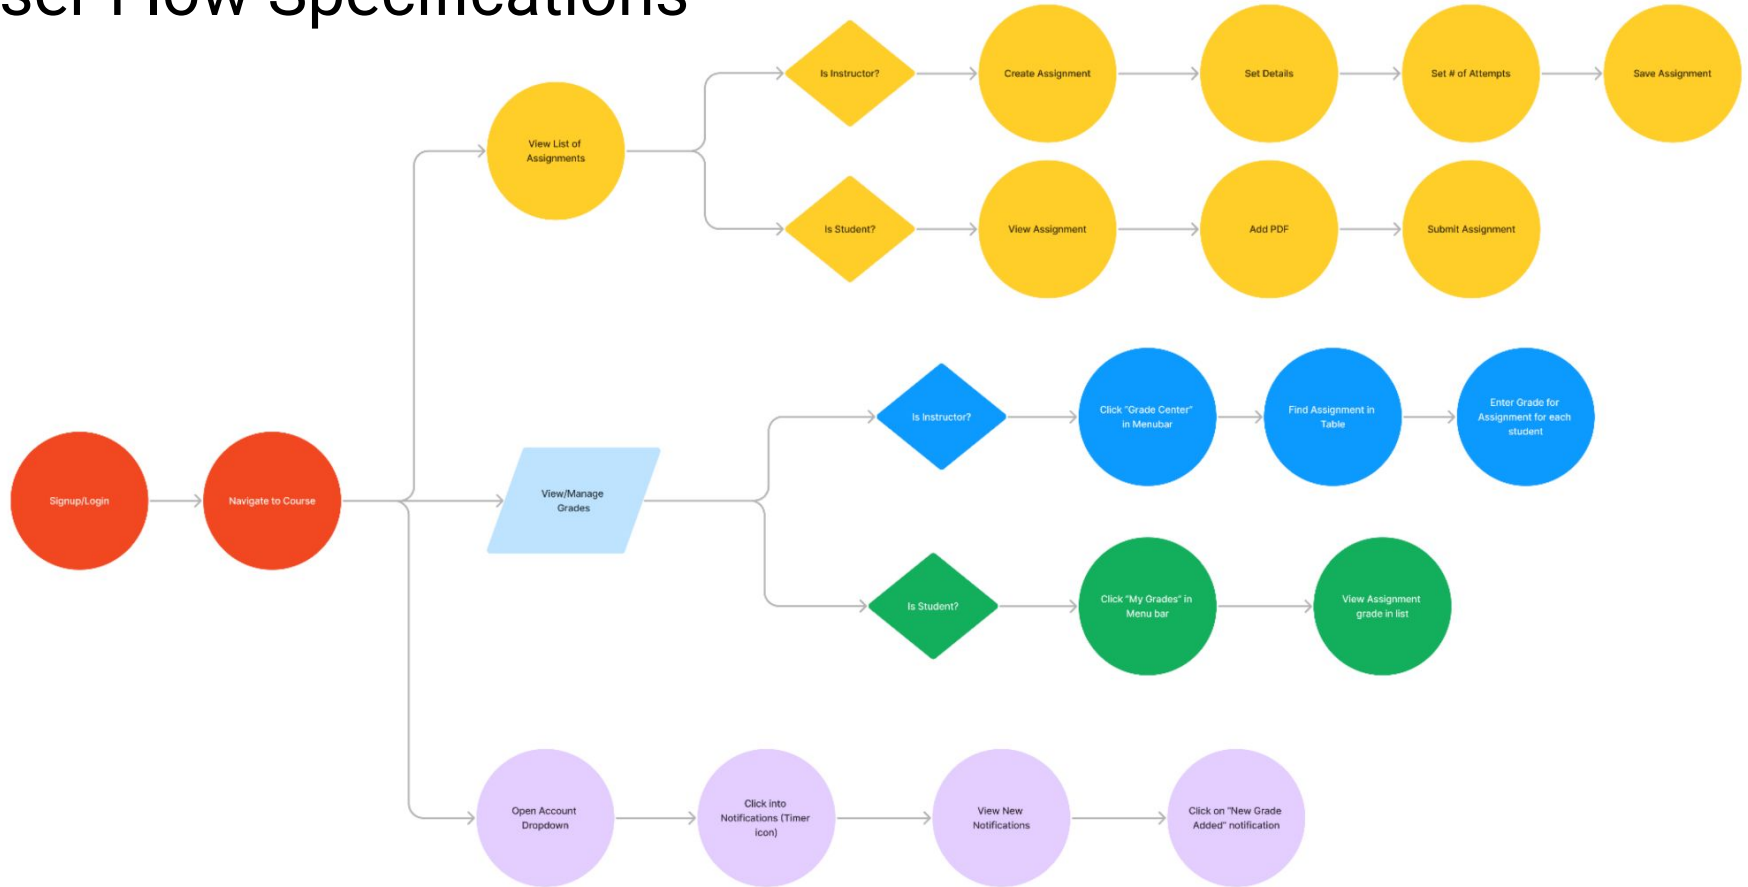 ser Flow Specifications
Is Instructor?
Create Assignment
Set Details
Set # of Attempts
Save Assignment
View List of
Assignments
Is Student?
View Assignment
Add PDF
Submit Assignment
Is Instructor?
Click "Grade Center"
in Menubar
Find Assignment in
Table
Enter Grade for
Assignment for each
student
Signup/Login
Navigate to Course
View/Manage
Grades
Is Student?
Click "My Grades" in
Menu bar
View Assignment
grade in list
Open Account
Dropdown
Click into
Notifications (Timer
icon)
View New
Notifications
Click on "New Grade
Added" notification